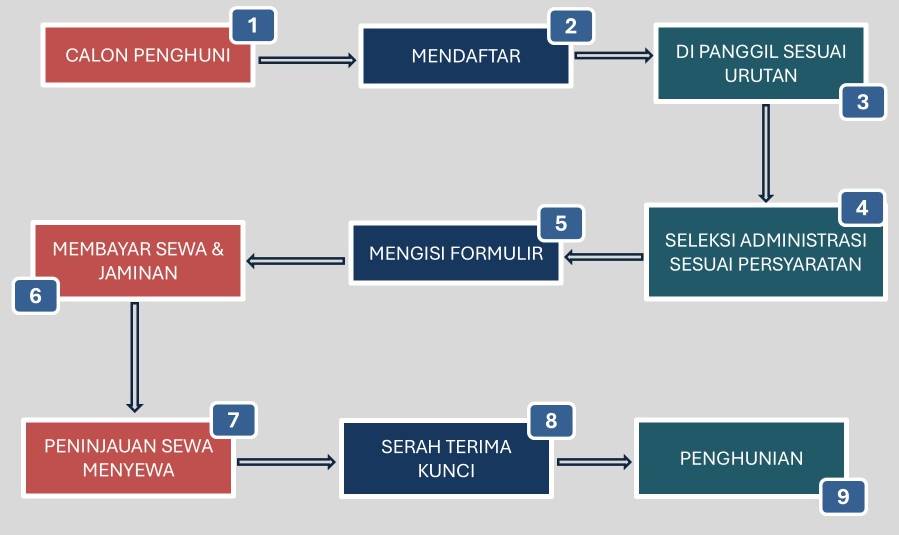 1
CALON PENGHUNI
2
MENDAFTAR
DI PANGGIL SESUAI
URUTAN
3
4
SELEKSI ADMINISTRASI
SESUAI PERSYARATAN
5
MENGISI FORMULIR
MEMBAYAR SEWA &
JAMINAN
6
7
PENINJAUAN SEWA
MENYEWA
8
SERAH TERIMA
KUNCI
PENGHUNIAN
9